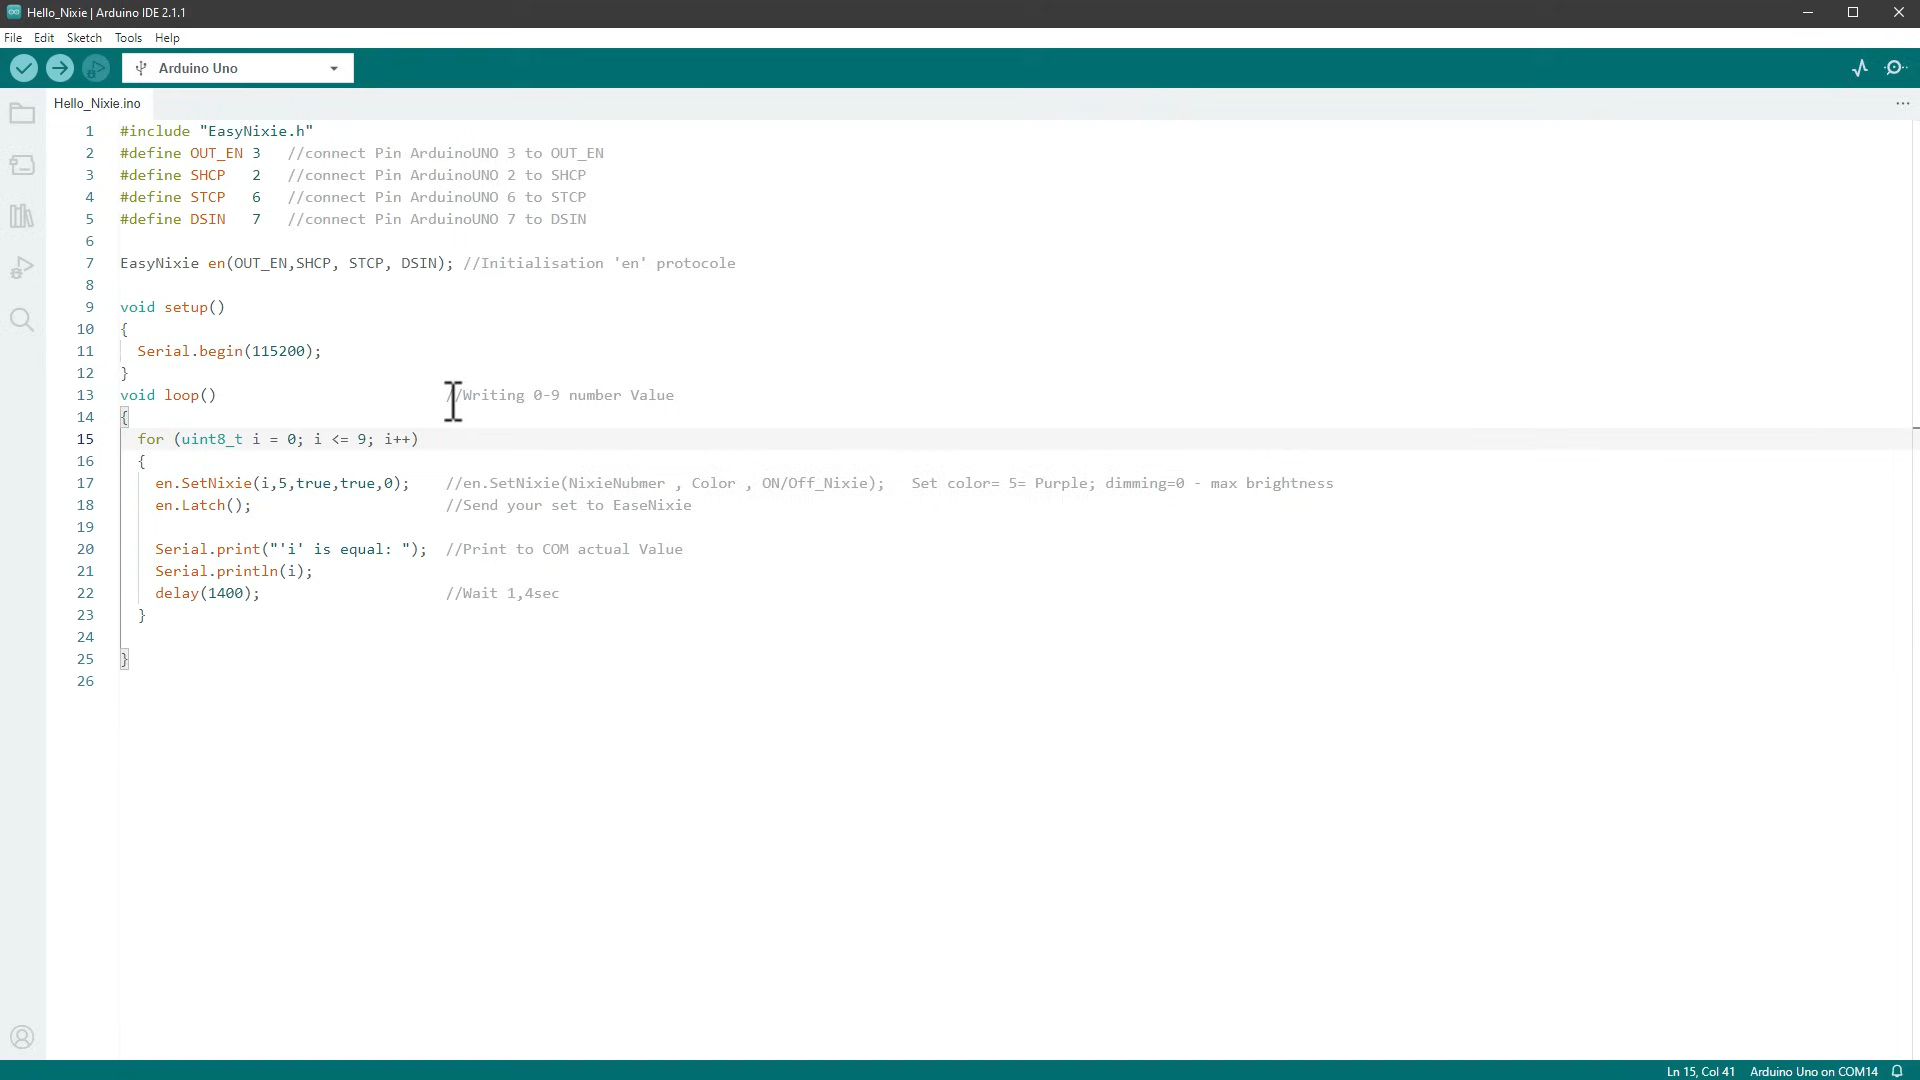 Hello_Nixie | Arduino IDE 2.1.1
File Edit Sketch Tools Help
Arduino Uno
Hello_Nixie.ino
1 #include "EasyNixie.h"
2 #define OUT_EN 3 //connect Pin ArduinoUNO 3 to OUT_EN
3 #define SHCP 2 //connect Pin ArduinoUNO 2 to SHCP
4 #define STCP 6 //connect Pin ArduinoUNO 6 to STCP
5 #define DSIN 7 //connect Pin ArduinoUNO 7 to DSIN
6
7 EasyNixie en(OUT_EN,SHCP, STCP, DSIN); //Initialisation 'en' protocole
8
9 void setup()
10 {
11 Serial.begin(115200);
12 }
13 void loop() //Writing 0-9 number Value
14 {
15 for (uint8_t i = 0; i <= 9; i++)
16 {
17 en.SetNixie(i,5,true,true,0); //en.SetNixie(NixieNubmer , Color , ON/Off_Nixie); Set color= 5= Purple; dimming=0 - max brightness
18 en.Latch(); //Send your set to EaseNixie
19
20 Serial.print("'i' is equal: "); //Print to COM actual Value
21 Serial.println(i);
22 delay(1400); //Wait 1,4sec
23 }
24
25 }
26
Ln 15, Col 41 Arduino Uno on COM14